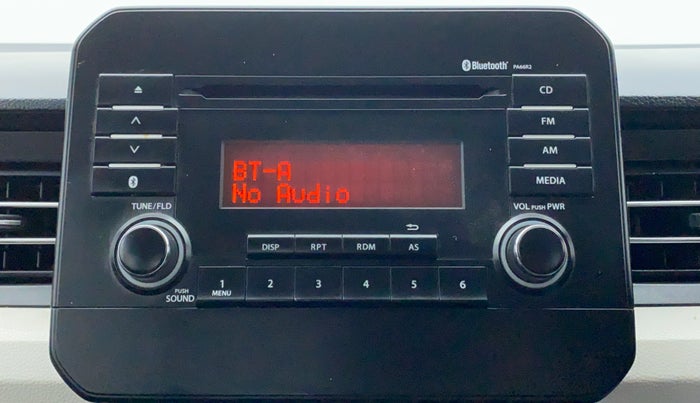 Bluetooth PA66R2
CD
FM
AM
MEDIA
BT-A
No Audio
TUNE/FLD
VOL PUSH PWR
DISP RPT RDM AS
PUSH SOUND
1 MENU 2 3 4 5 6